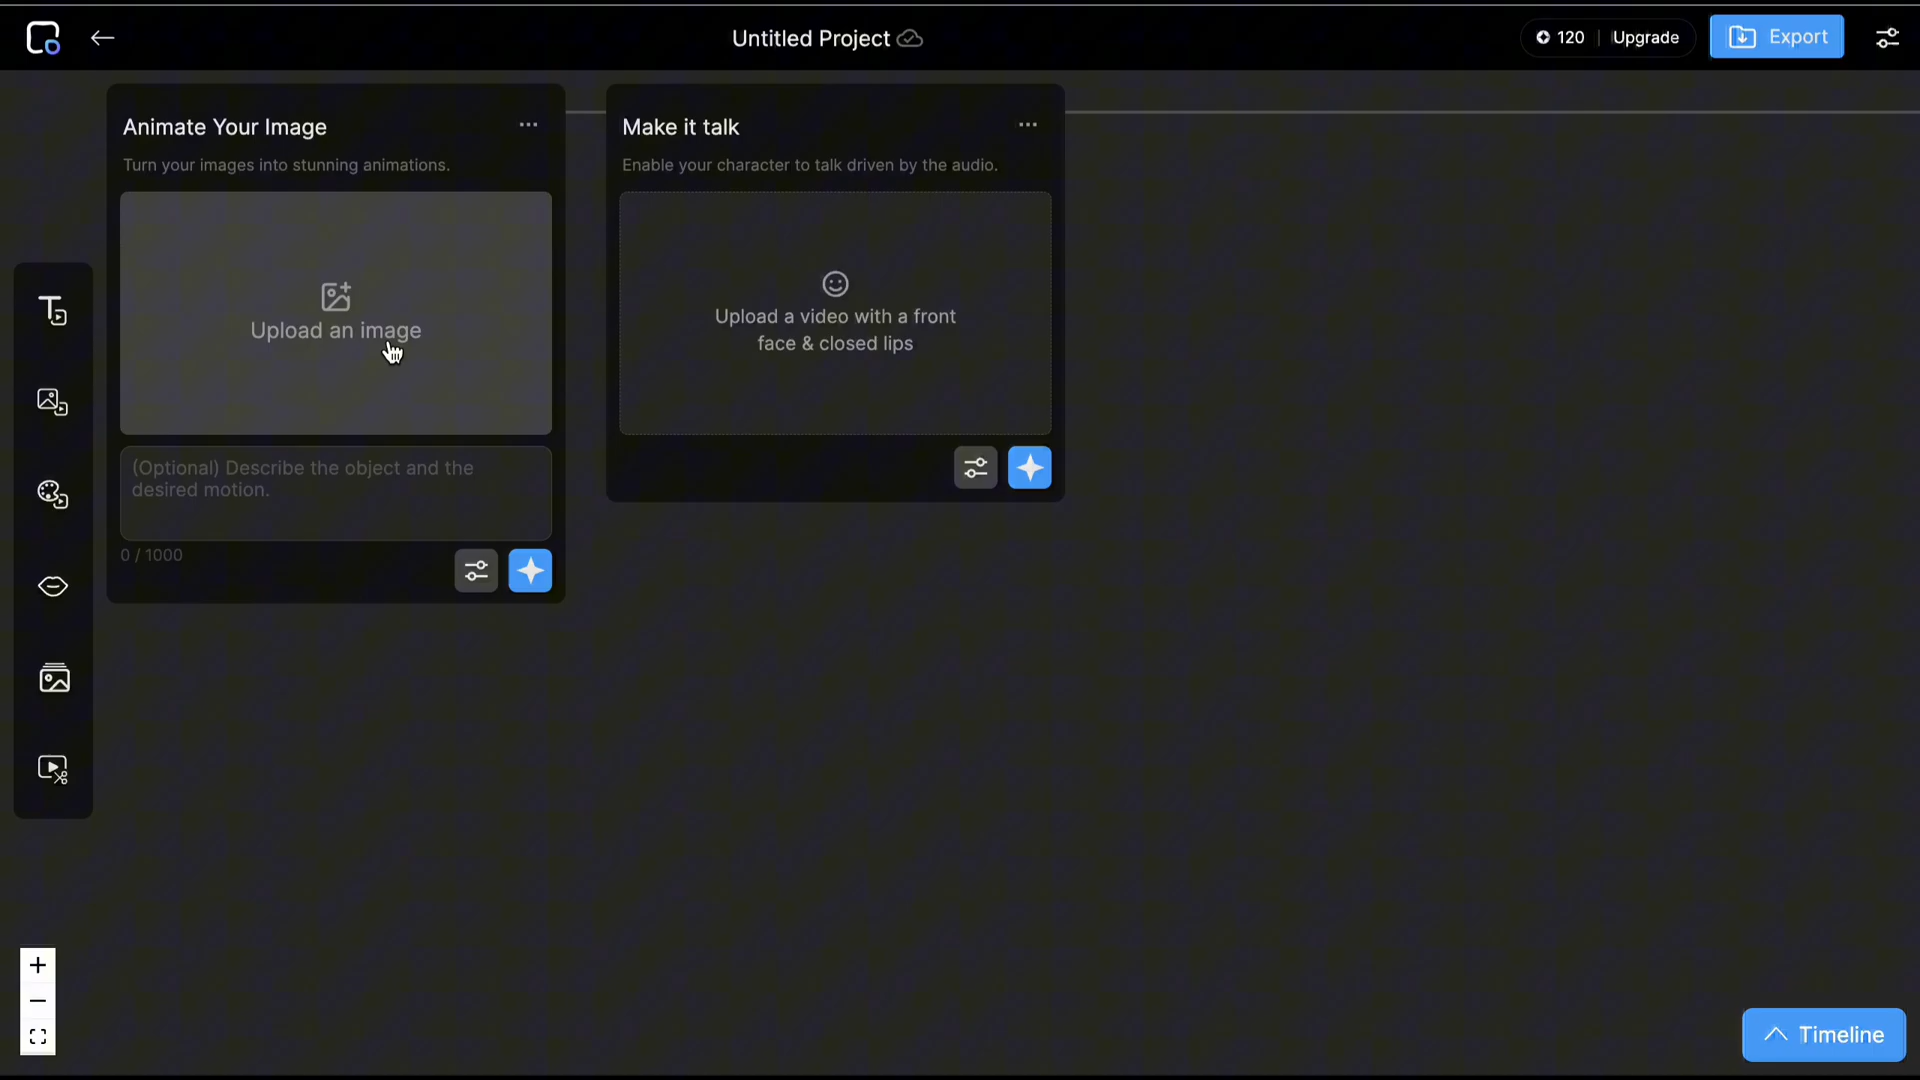 Untitled Project
120
Upgrade
Export
Animate Your Image
Turn your images into stunning animations.
Upload an image
(Optional) Describe the object and the
desired motion.
0 / 1000
Make it talk
Enable your character to talk driven by the audio.
Upload a video with a front
face & closed lips
Timeline